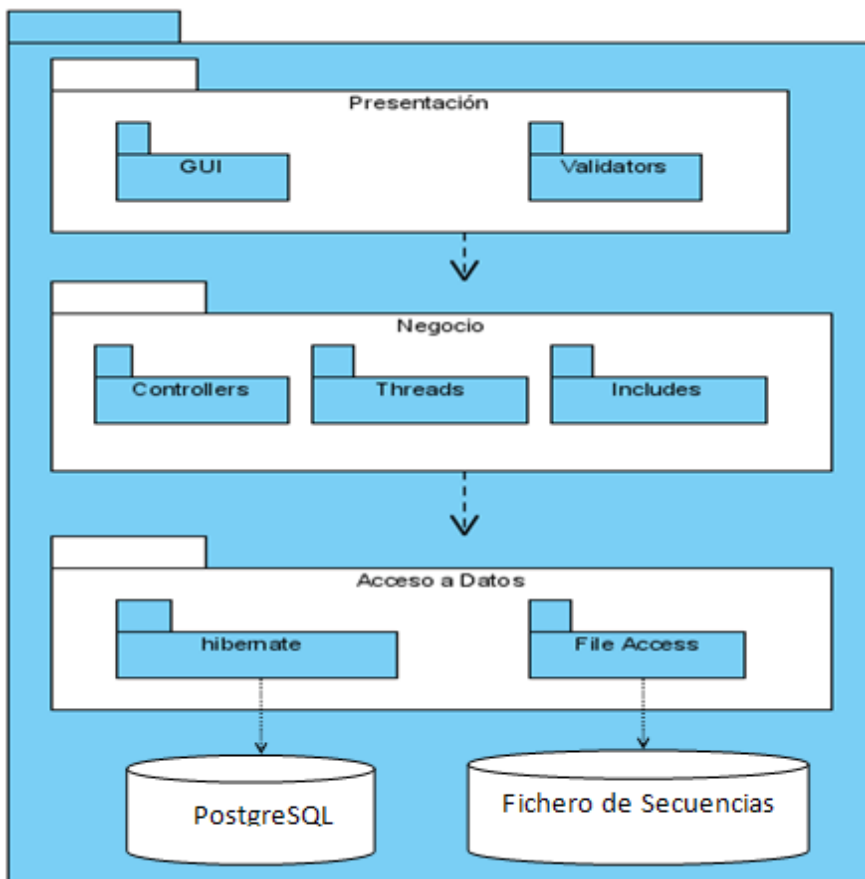 Presentación
GUI
Validators
Negocio
Controllers
Threads
Includes
Acceso a Datos
hibernate
File Access
PostgreSQL
Fichero de Secuencias